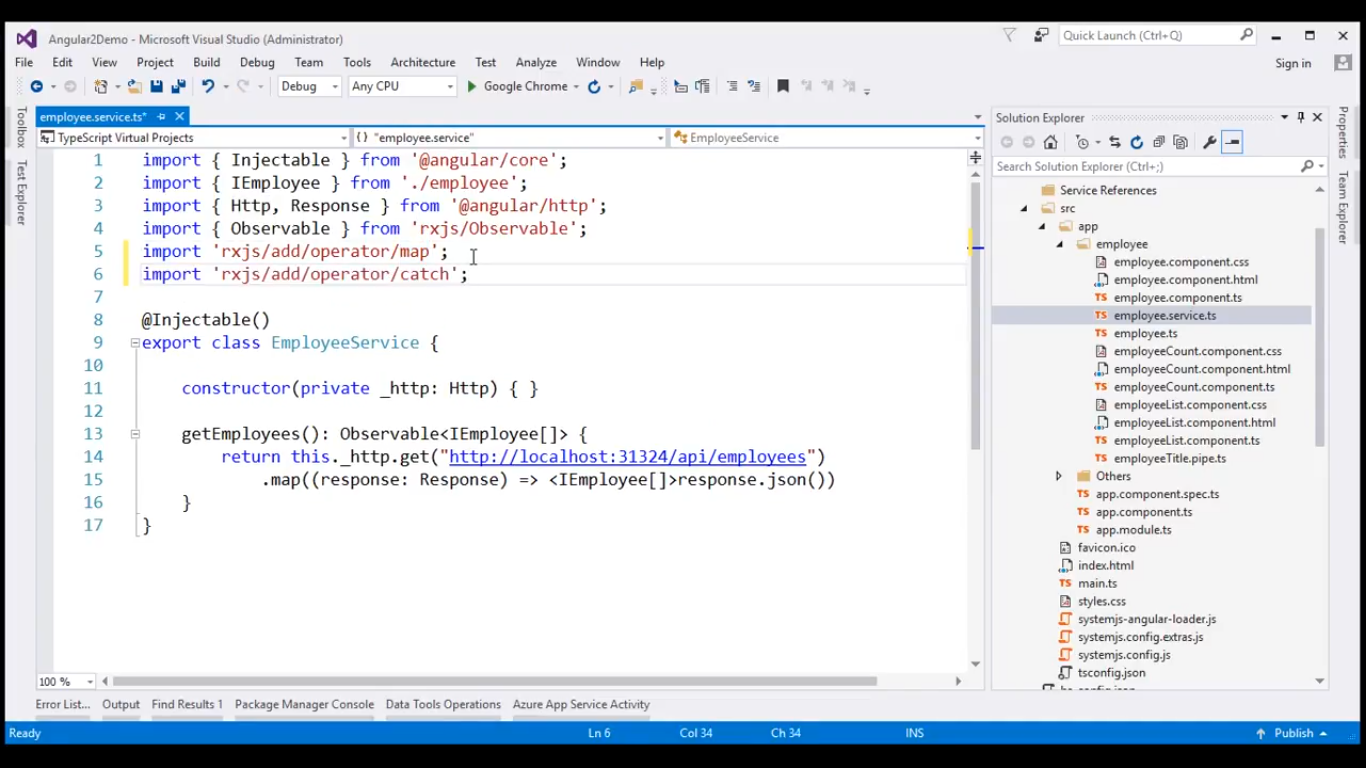 Angular2Demo - Microsoft Visual Studio (Administrator)
Quick Launch (Ctrl+Q)
File Edit View Project Build Debug Team Tools Architecture Test Analyze Window Help
Sign in
Debug Any CPU Google Chrome
Toolbox
Test Explorer
employee.service.ts*
TypeScript Virtual Projects {} "employee.service" EmployeeService
1 import { Injectable } from '@angular/core';
2 import { IEmployee } from './employee';
3 import { Http, Response } from '@angular/http';
4 import { Observable } from 'rxjs/Observable';
5 import 'rxjs/add/operator/map';
6 import 'rxjs/add/operator/catch';
7
8 @Injectable()
9 export class EmployeeService {
10
11 constructor(private _http: Http) { }
12
13 getEmployees(): Observable<IEmployee[]> {
14 return this._http.get("http://localhost:31324/api/employees")
15 .map((response: Response) => <IEmployee[]>response.json())
16 }
17 }
100 %
Solution Explorer
Search Solution Explorer (Ctrl+;)
Service References
src
app
employee
employee.component.css
employee.component.html
TS employee.component.ts
TS employee.service.ts
TS employee.ts
employeeCount.component.css
employeeCount.component.html
TS employeeCount.component.ts
employeeList.component.css
employeeList.component.html
TS employeeList.component.ts
TS employeeTitle.pipe.ts
Others
TS app.component.spec.ts
TS app.component.ts
TS app.module.ts
favicon.ico
index.html
TS main.ts
styles.css
systemjs-angular-loader.js
systemjs.config.extras.js
systemjs.config.js
tsconfig.json
Properties
Team Explorer
Error List... Output Find Results 1 Package Manager Console Data Tools Operations Azure App Service Activity
Ready Ln 6 Col 34 Ch 34 INS Publish